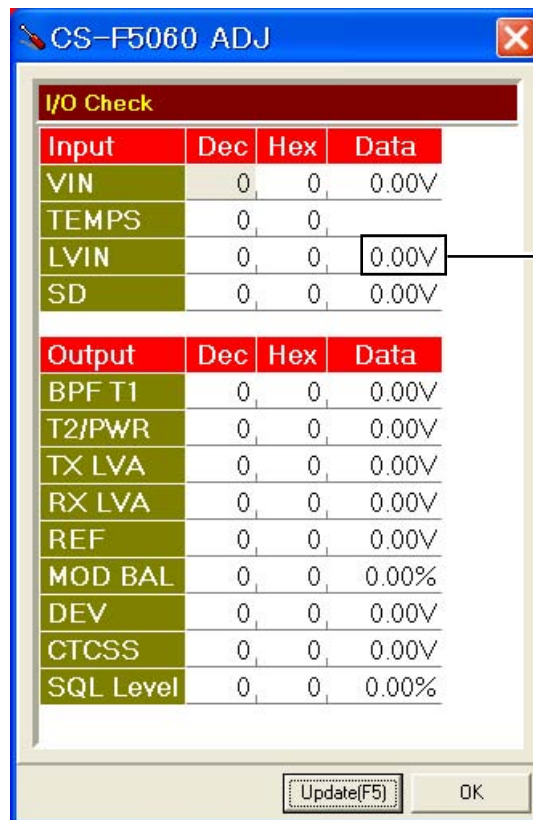 CS-F5060 ADJ
I/O Check
Input Dec Hex Data
VIN 0 0 0.00V
TEMPS 0 0
LVIN 0 0 0.00V
SD 0 0 0.00V
Output Dec Hex Data
BPF T1 0 0 0.00V
T2/PWR 0 0 0.00V
TX LVA 0 0 0.00V
RX LVA 0 0 0.00V
REF 0 0 0.00V
MOD BAL 0 0 0.00%
DEV 0 0 0.00V
CTCSS 0 0 0.00V
SQL Level 0 0 0.00%
Update(F5) OK